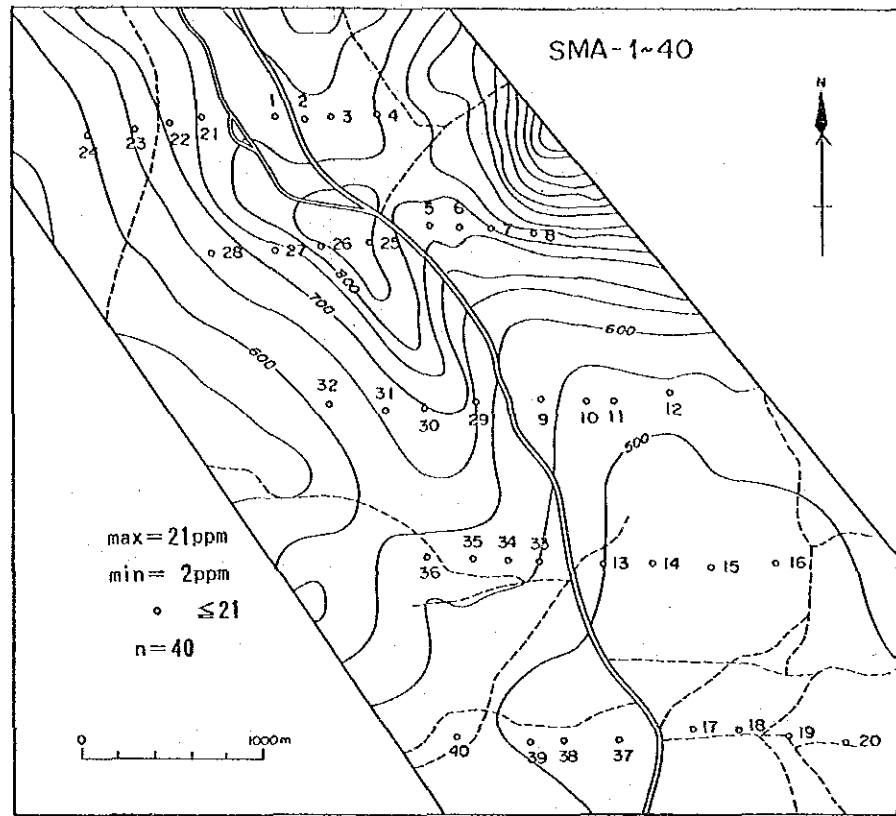 SMA-1~40
N
1 2 3 4
24 23 22 21
5 6 7 8
28 27 26 25
800
700
600
600
32 31 30 29 9 10 11 12
500
36 35 34 33 13 14 15 16
max=21ppm
min= 2ppm
≤21
n=40
0 1000m
40 39 38 37 17 18 19 20